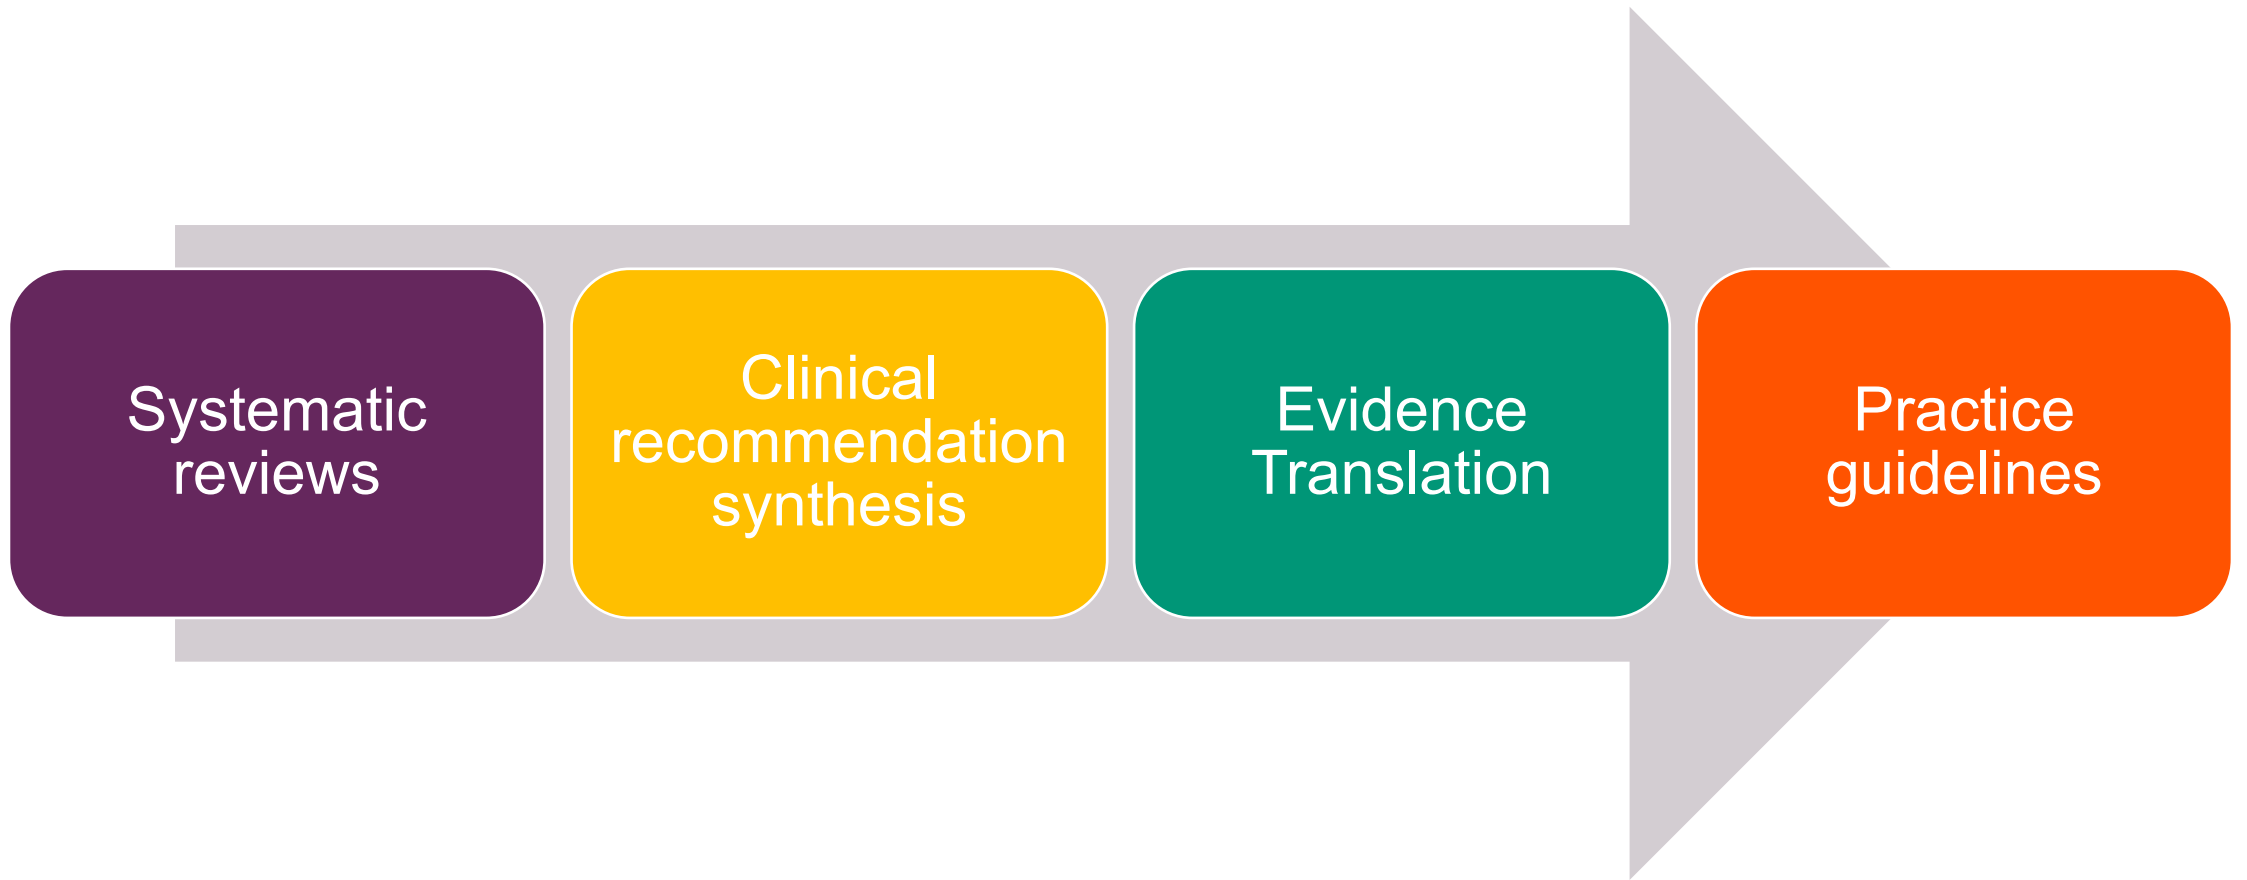 Systematic
reviews
Clinical
recommendation
synthesis
Evidence
Translation
Practice
guidelines